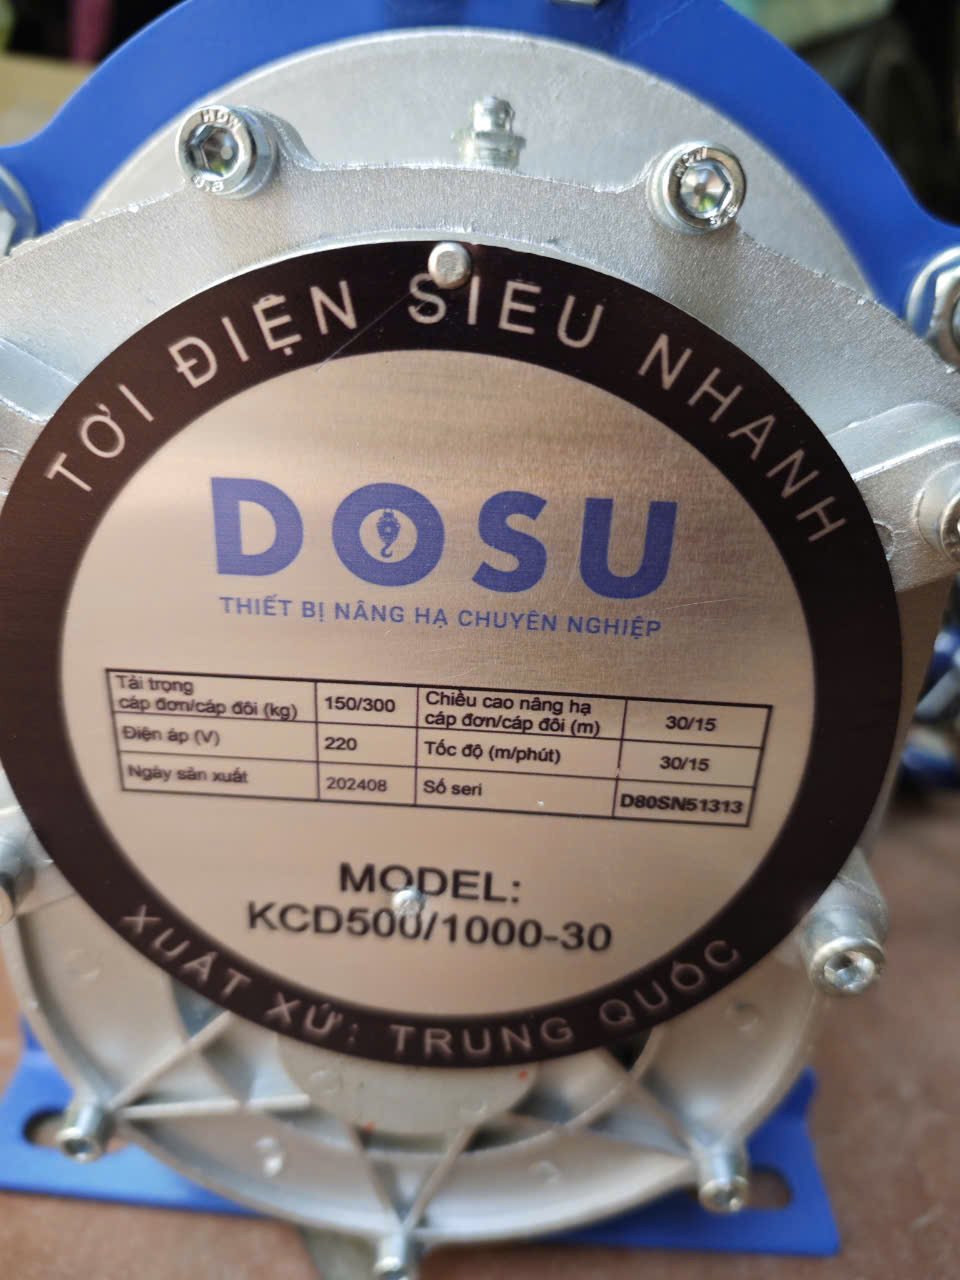 TỜI ĐIỆN SIÊU NHANH
DOSU
THIẾT BỊ NÂNG HẠ CHUYÊN NGHIỆP
Tải trọng
cáp đơn/cáp đôi (kg)
150/300
Chiều cao nâng hạ
cáp đơn/cáp đôi (m)
30/15
Điện áp (V)
220
Tốc độ (m/phút)
30/15
Ngày sản xuất
202408
Số seri
D80SN51313
MODEL:
KCD500/1000-30
XUẤT XỨ: TRUNG QUỐC